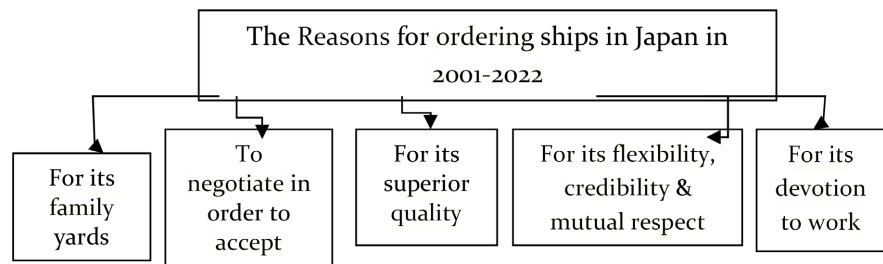 The Reasons for ordering ships in Japan in
2001-2022
For its
family
yards
To
negotiate in
order to
accept
For its
superior
quality
For its flexibility,
credibility &
mutual respect
For its
devotion
to work